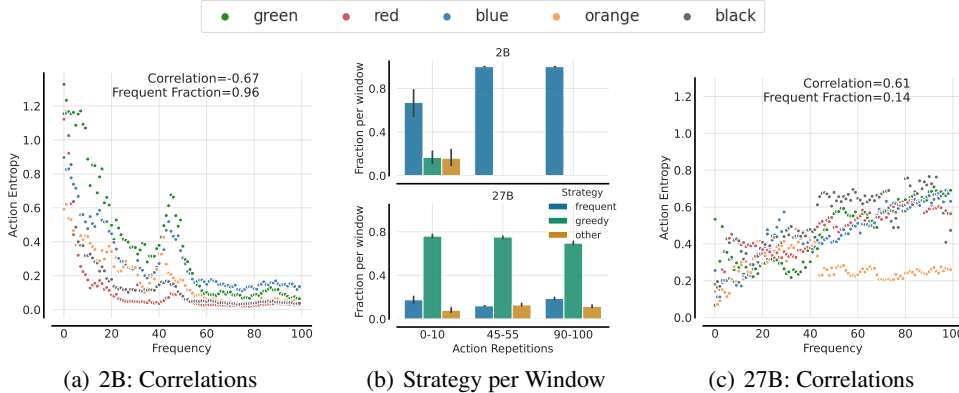 green red blue orange black
Correlation=-0.67
Frequent Fraction=0.96
Action Entropy
1.2
1.0
0.8
0.6
0.4
0.2
0.0
0 20 40 60 80 100
Frequency
(a) 2B: Correlations
2B
Fraction per window
0.8
0.4
0.0
27B
Strategy
frequent
greedy
other
Fraction per window
0.8
0.4
0.0
0-10 45-55 90-100
Action Repetitions
(b) Strategy per Window
Correlation=0.61
Frequent Fraction=0.14
Action Entropy
1.2
1.0
0.8
0.6
0.4
0.2
0.0
0 20 40 60 80 100
Frequency
(c) 27B: Correlations